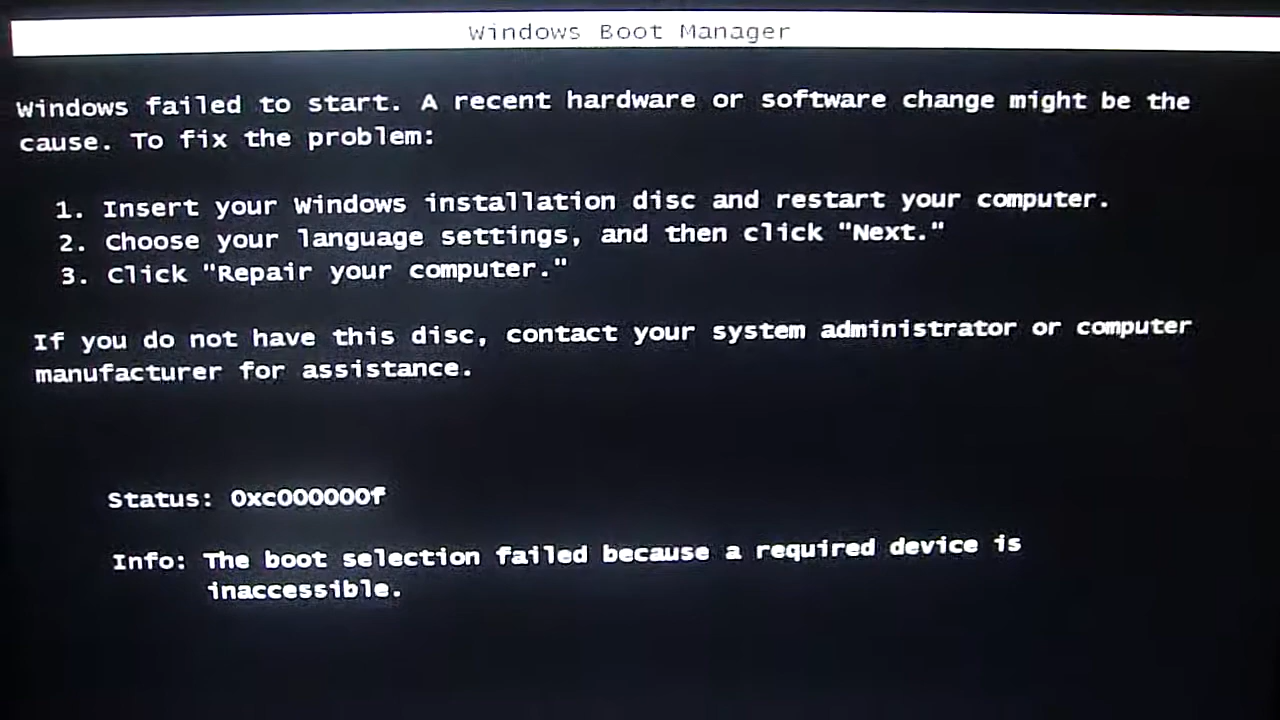 Windows Boot Manager
Windows failed to start. A recent hardware or software change might be the
cause. To fix the problem:
1. Insert your Windows installation disc and restart your computer.
2. Choose your language settings, and then click "Next."
3. Click "Repair your computer."
If you do not have this disc, contact your system administrator or computer
manufacturer for assistance.
Status: 0xc000000f
Info: The boot selection failed because a required device is
inaccessible.